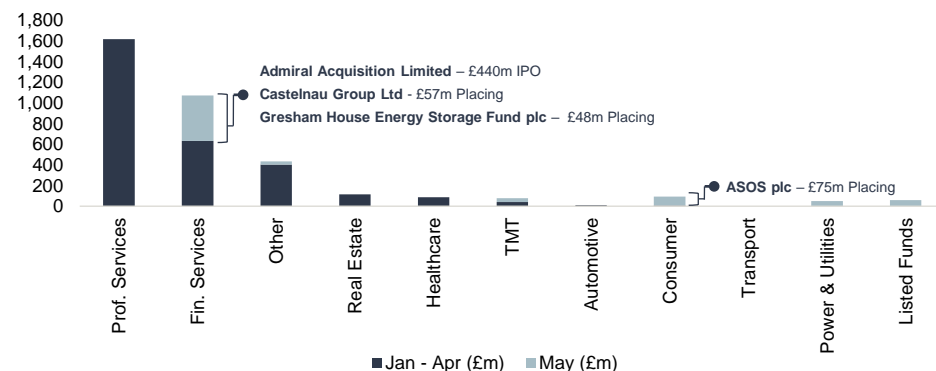 1,800
1,600
1,400
1,200
1,000
800
600
400
200
0
Admiral Acquisition Limited – £440m IPO
Castelnau Group Ltd - £57m Placing
Gresham House Energy Storage Fund plc – £48m Placing
ASOS plc – £75m Placing
Prof. Services
Fin. Services
Other
Real Estate
Healthcare
TMT
Automotive
Consumer
Transport
Power & Utilities
Listed Funds
Jan - Apr (£m) May (£m)